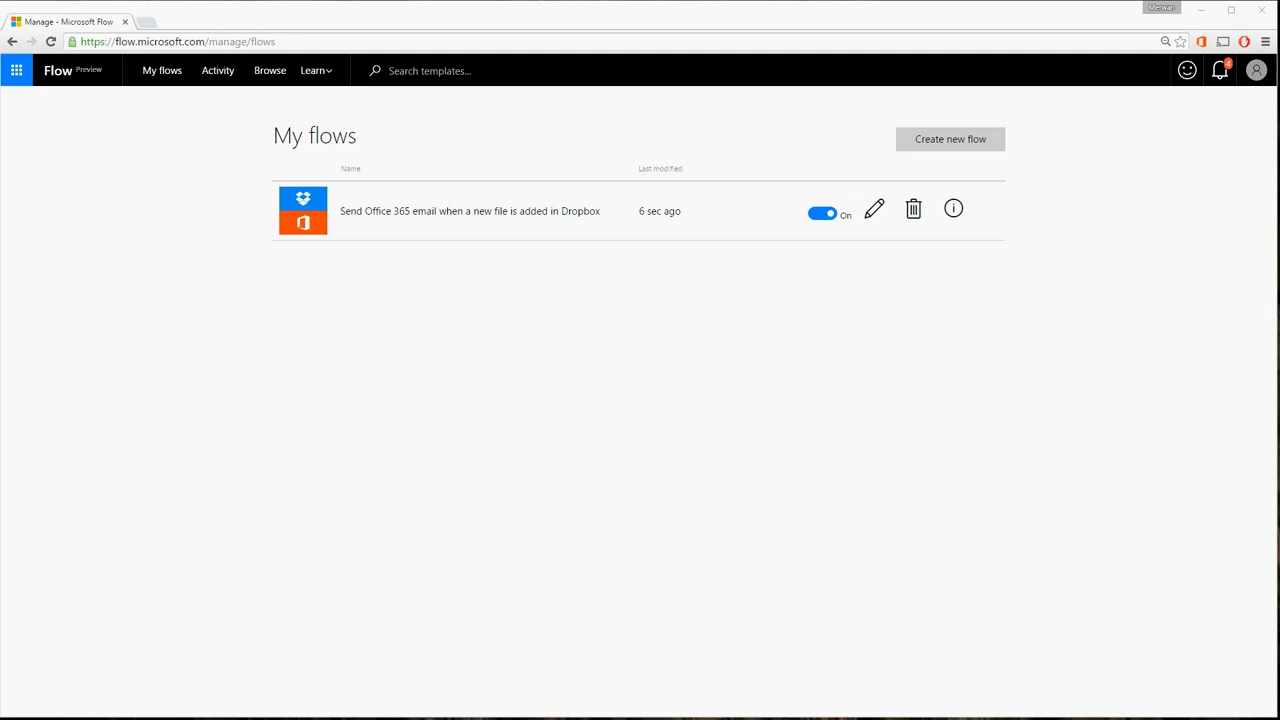 Merwan
Manage - Microsoft Flow
https://flow.microsoft.com/manage/flows
Flow Preview My flows Activity Browse Learn Search templates... 4
My flows
Create new flow
Name Last modified
Send Office 365 email when a new file is added in Dropbox 6 sec ago On